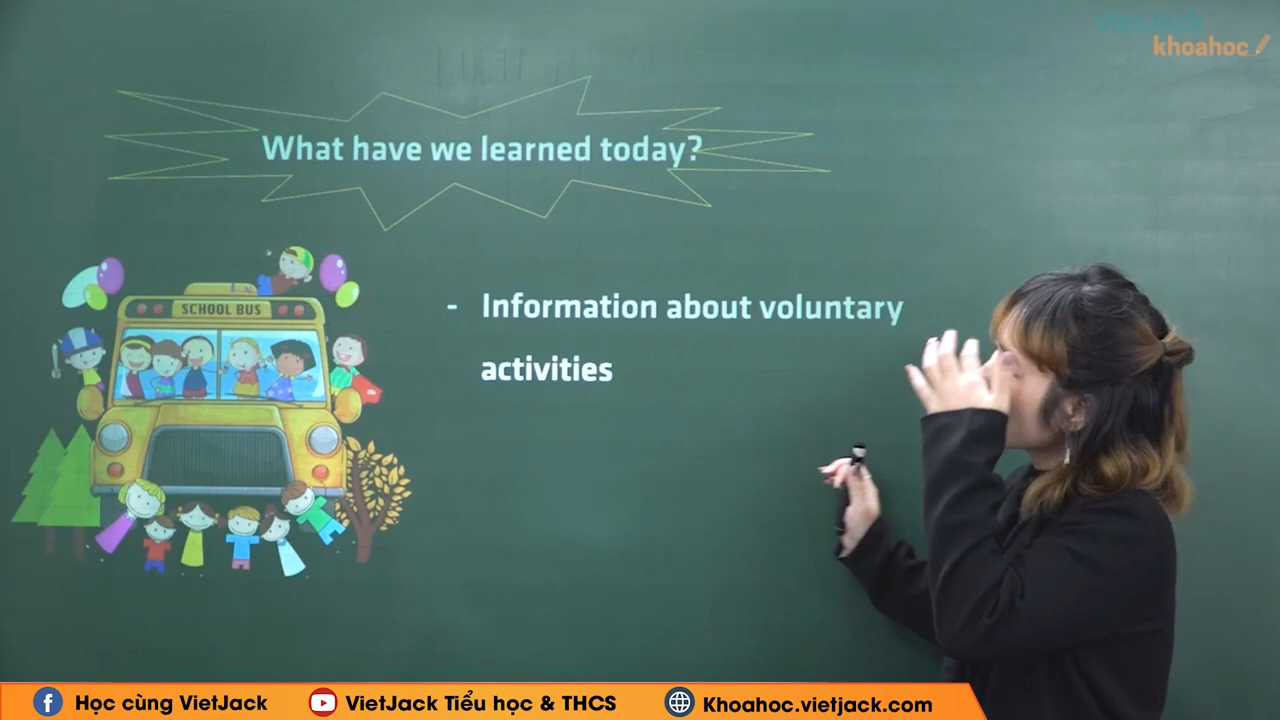 vietJack
khoahoc
What have we learned today?
SCHOOL BUS
- Information about voluntary
activities
Học cùng VietJack
VietJack Tiểu học & THCS
Khoahoc.vietjack.com